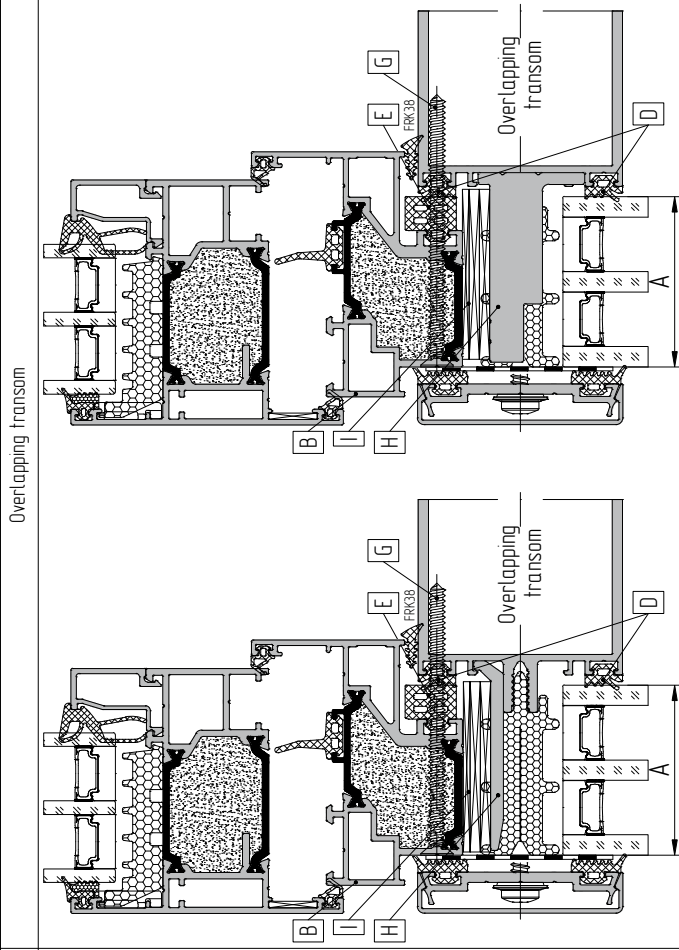 Overlapping transom
G
E
FRK38
Overlapping
transom
D
B
I
H
A
G
E
FRK38
Overlapping
transom
D
B
I
H
A